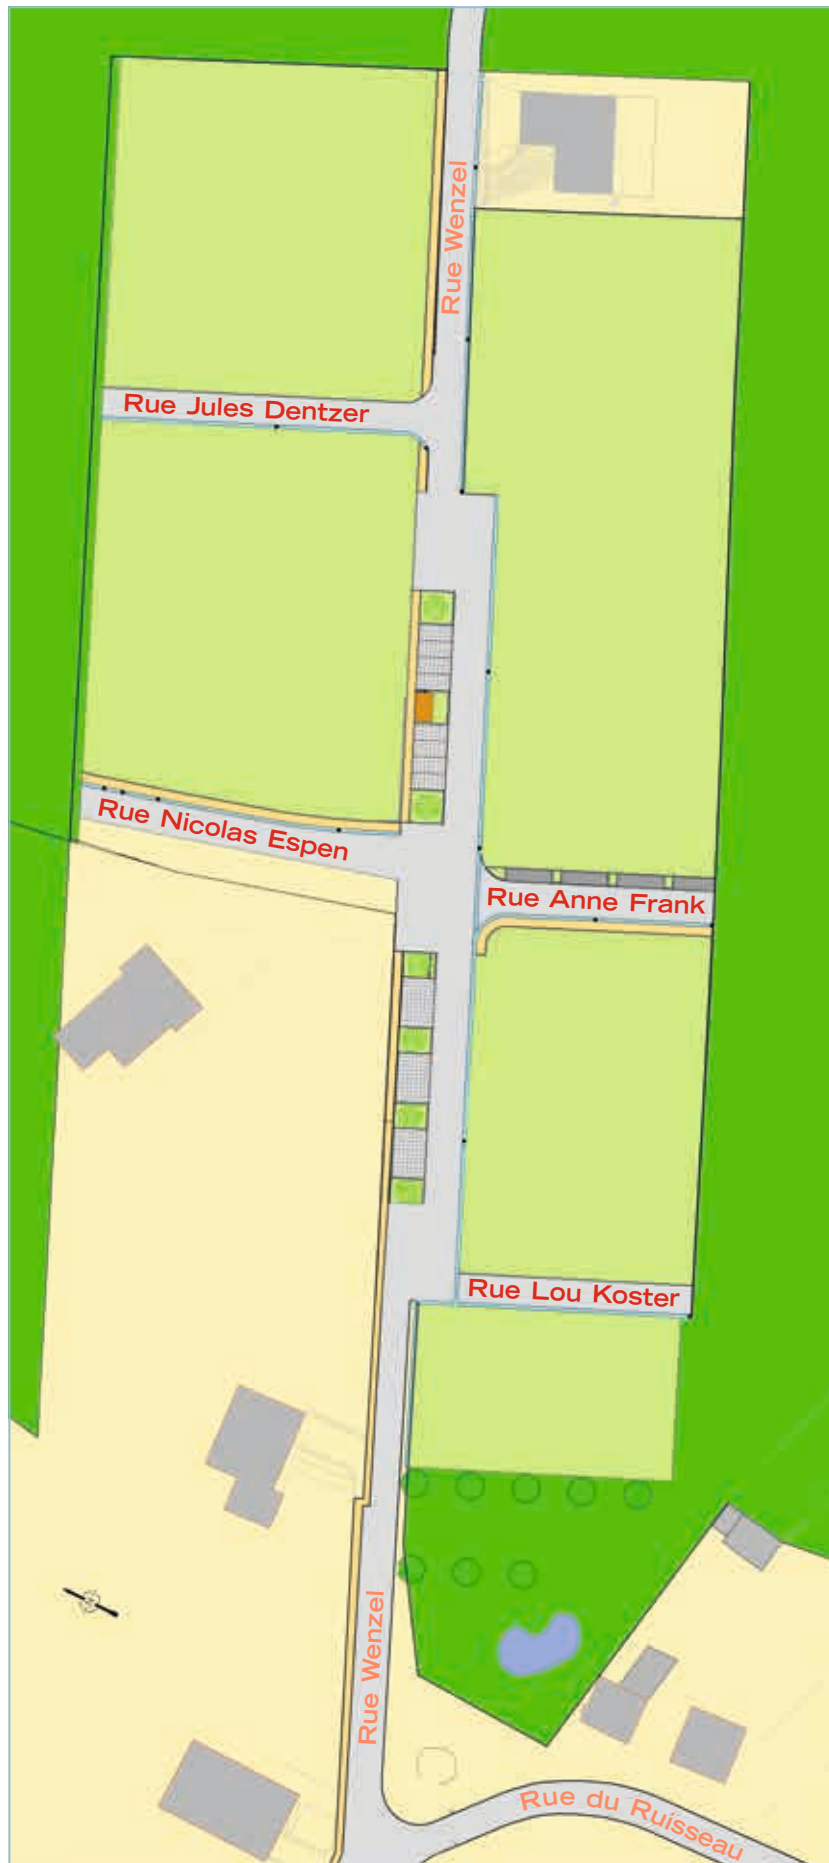 Rue Wenzel
Rue Jules Dentzer
Rue Nicolas Espen
Rue Anne Frank
Rue Lou Koster
Rue Wenzel
Rue du Ruisseau